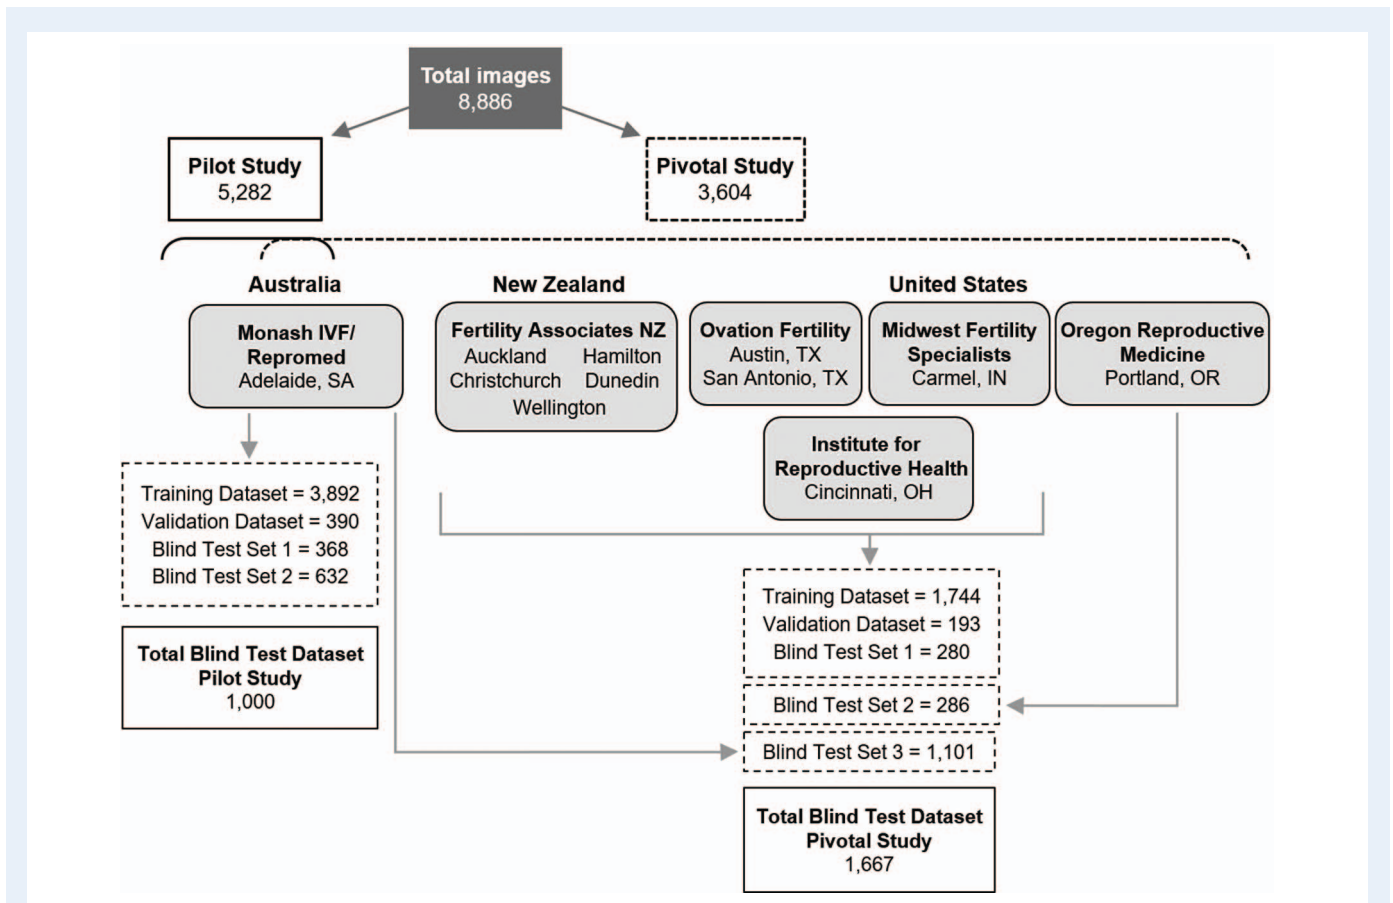 Total images
8,886
Pilot Study
5,282
Pivotal Study
3,604
Australia
New Zealand
United States
Monash IVF/
Repromed
Adelaide, SA
Fertility Associates NZ
Auckland Hamilton
Christchurch Dunedin
Wellington
Ovation Fertility
Austin, TX
San Antonio, TX
Midwest Fertility
Specialists
Carmel, IN
Oregon Reproductive
Medicine
Portland, OR
Institute for
Reproductive Health
Cincinnati, OH
Training Dataset = 3,892
Validation Dataset = 390
Blind Test Set 1 = 368
Blind Test Set 2 = 632
Total Blind Test Dataset
Pilot Study
1,000
Training Dataset = 1,744
Validation Dataset = 193
Blind Test Set 1 = 280
Blind Test Set 2 = 286
Blind Test Set 3 = 1,101
Total Blind Test Dataset
Pivotal Study
1,667